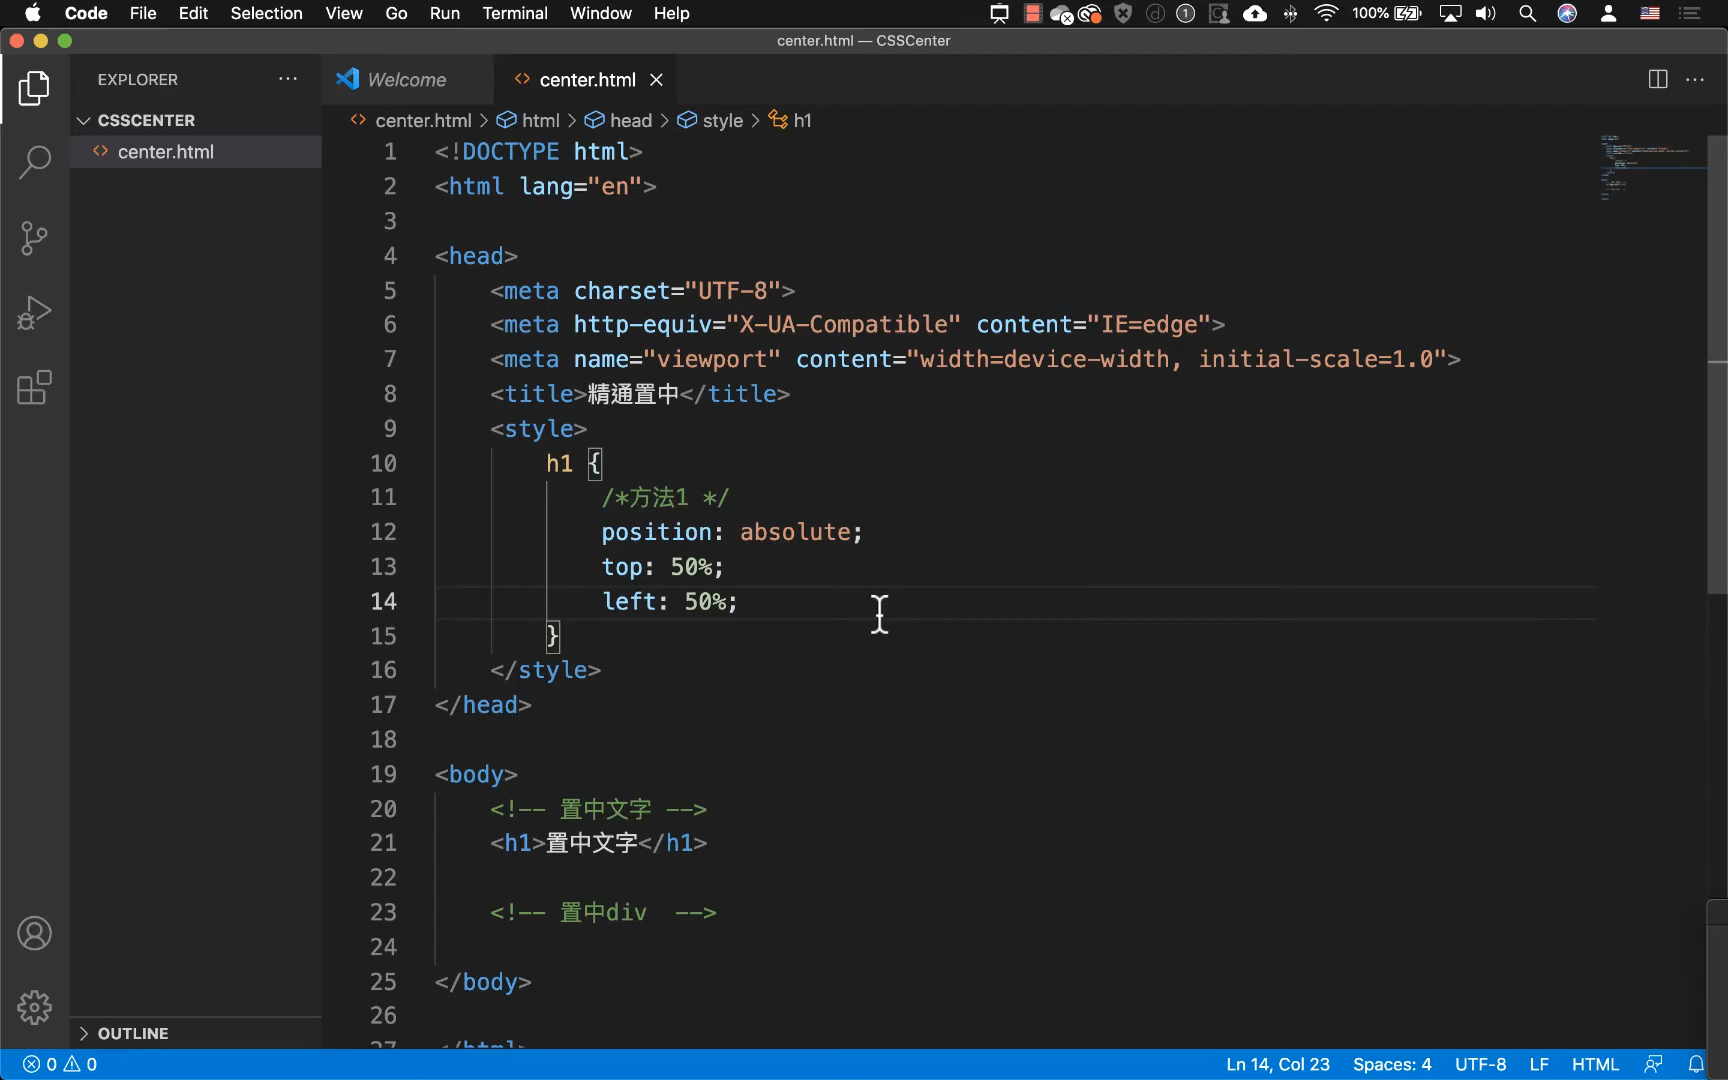 Code File Edit Selection View Go Run Terminal Window Help 100%
center.html — CSSCenter
EXPLORER ···
Welcome
center.html
CSSCENTER
center.html
center.html > html > head > style > h1
1 <!DOCTYPE html>
2 <html lang="en">
3
4 <head>
5 <meta charset="UTF-8">
6 <meta http-equiv="X-UA-Compatible" content="IE=edge">
7 <meta name="viewport" content="width=device-width, initial-scale=1.0">
8 <title>精通置中</title>
9 <style>
10 h1 {
11 /*方法1 */
12 position: absolute;
13 top: 50%;
14 left: 50%;
15 }
16 </style>
17 </head>
18
19 <body>
20 <!-- 置中文字 -->
21 <h1>置中文字</h1>
22
23 <!-- 置中div  -->
24
25 </body>
26
27 </html>
OUTLINE
0 0
Ln 14, Col 23 Spaces: 4 UTF-8 LF HTML